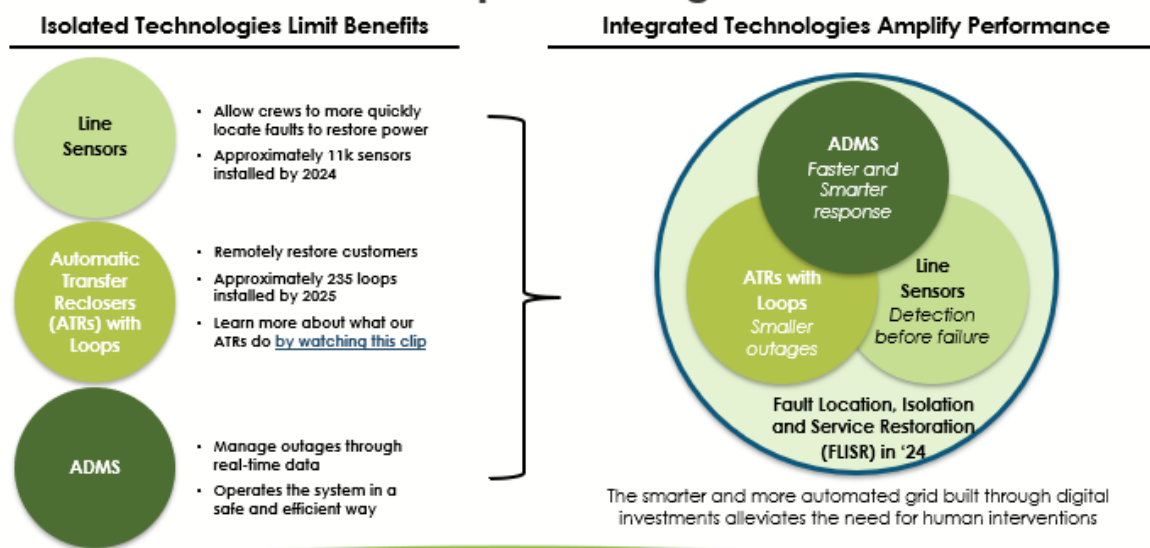 Isolated Technologies Limit Benefits
Line
Sensors
• Allow crews to more quickly
locate faults to restore power
• Approximately 11k sensors
installed by 2024
Automatic
Transfer
Reclosers
(ATRs) with
Loops
• Remotely restore customers
• Approximately 235 loops
installed by 2025
• Learn more about what our
ATRs do by watching this clip
ADMS
• Manage outages through
real-time data
• Operates the system in a
safe and efficient way
Integrated Technologies Amplify Performance
ADMS
Faster and
Smarter
response
ATRs with
Loops
Smaller
outages
Line
Sensors
Detection
before failure
Fault Location, Isolation
and Service Restoration
(FLISR) in ‘24
The smarter and more automated grid built through digital
investments alleviates the need for human interventions